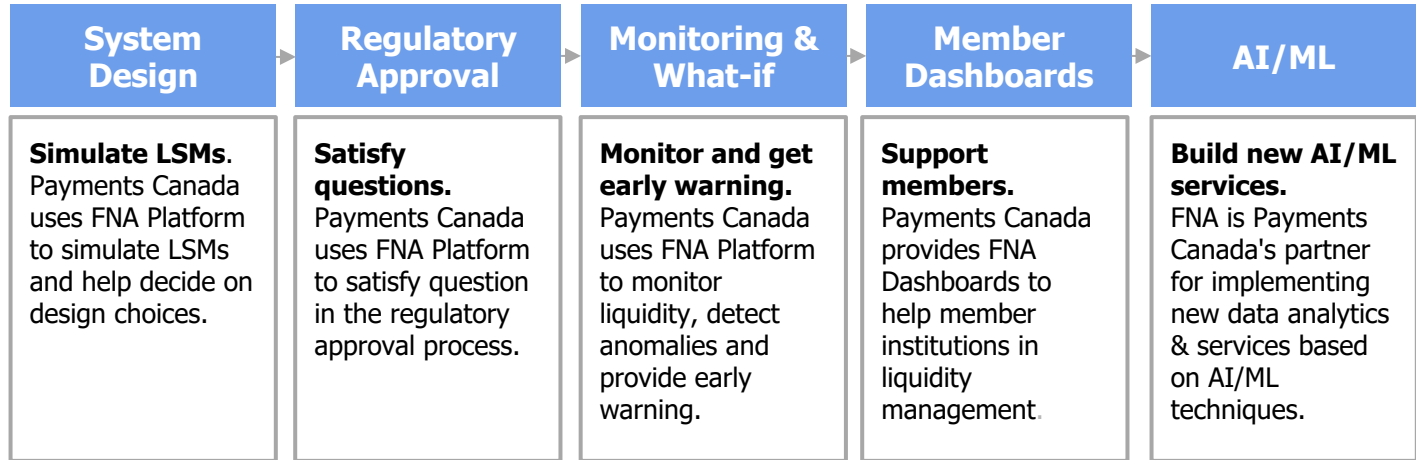 System
Design
Regulatory
Approval
Monitoring &
What-if
Member
Dashboards
AI/ML
Simulate LSMs.
Payments Canada
uses FNA Platform
to simulate LSMs
and help decide on
design choices.
Satisfy
questions.
Payments Canada
uses FNA Platform
to satisfy question
in the regulatory
approval process.
Monitor and get
early warning.
Payments Canada
uses FNA Platform
to monitor
liquidity, detect
anomalies and
provide early
warning.
Support
members.
Payments Canada
provides FNA
Dashboards to
help member
institutions in
liquidity
management.
Build new AI/ML
services.
FNA is Payments
Canada's partner
for implementing
new data analytics
& services based
on AI/ML
techniques.